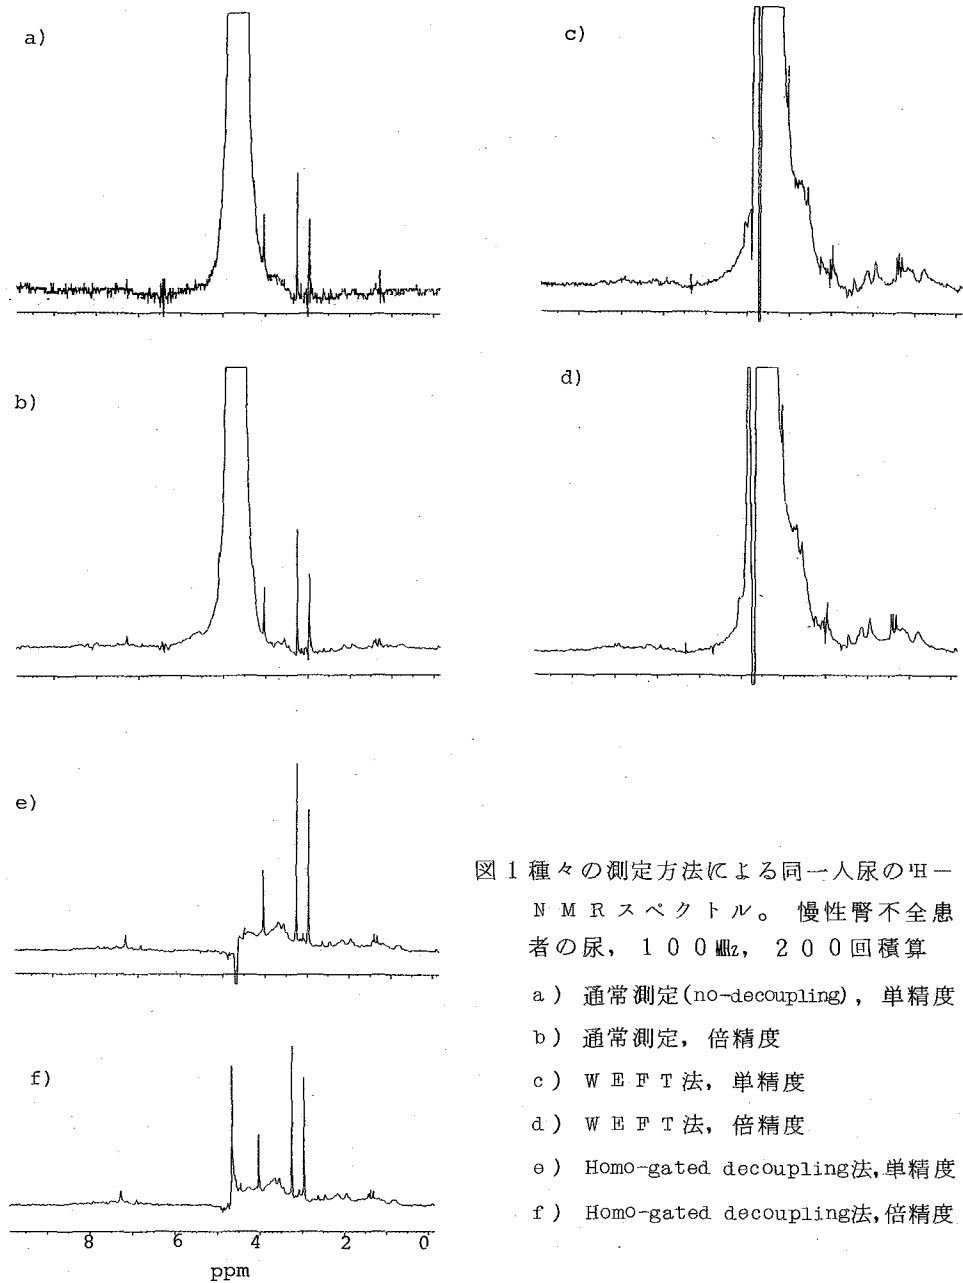 a)
c)
b)
d)
e)
f)
8 6 4 2 0
ppm
図1種々の測定方法による同一人尿の¹H-
NMRスペクトル。 慢性腎不全患
者の尿, 100㎒, 200回積算
a) 通常測定(no-decoupling), 単精度
b) 通常測定, 倍精度
c) WEFT法, 単精度
d) WEFT法, 倍精度
e) Homo-gated decoupling法,単精度
f) Homo-gated decoupling法,倍精度